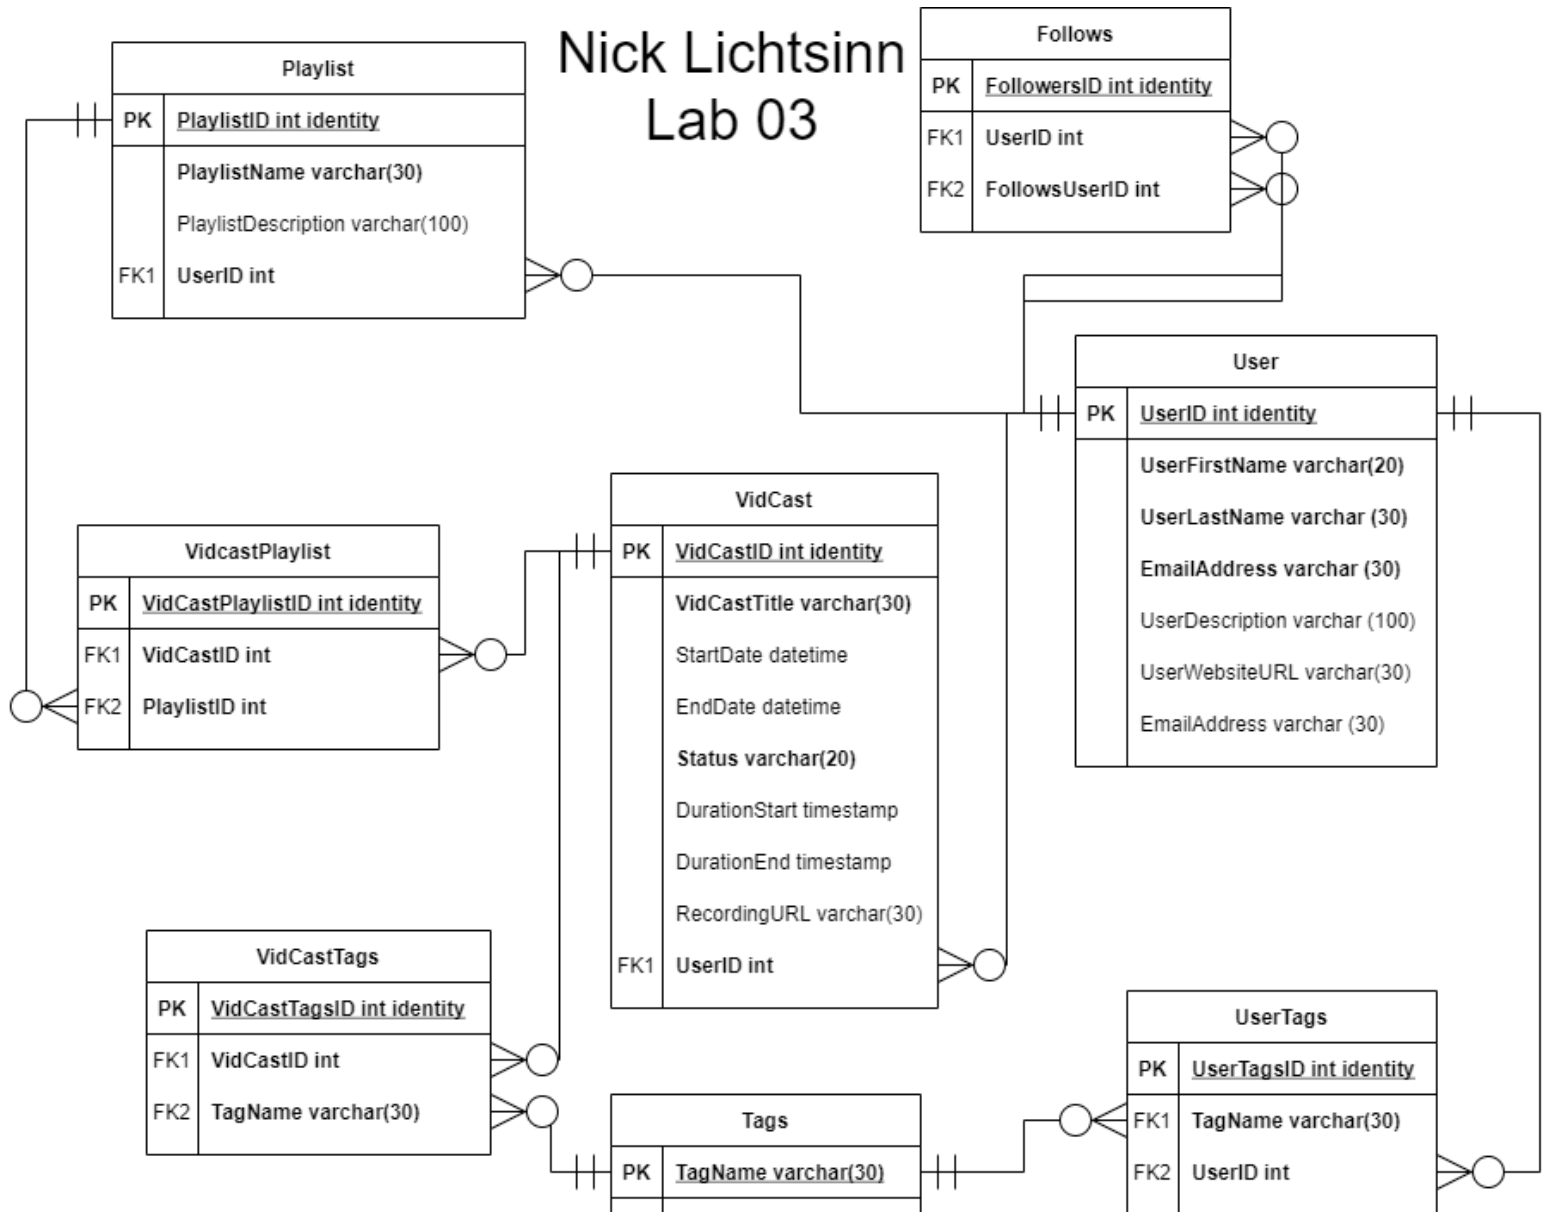 Nick Lichtsinn
Lab 03
Playlist
PK PlaylistID int identity
PlaylistName varchar(30)
PlaylistDescription varchar(100)
FK1 UserID int
Follows
PK FollowersID int identity
FK1 UserID int
FK2 FollowsUserID int
User
PK UserID int identity
UserFirstName varchar(20)
UserLastName varchar (30)
EmailAddress varchar (30)
UserDescription varchar (100)
UserWebsiteURL varchar(30)
EmailAddress varchar (30)
VidCast
PK VidCastID int identity
VidCastTitle varchar(30)
StartDate datetime
EndDate datetime
Status varchar(20)
DurationStart timestamp
DurationEnd timestamp
RecordingURL varchar(30)
FK1 UserID int
VidcastPlaylist
PK VidCastPlaylistID int identity
FK1 VidCastID int
FK2 PlaylistID int
VidCastTags
PK VidCastTagsID int identity
FK1 VidCastID int
FK2 TagName varchar(30)
Tags
PK TagName varchar(30)
UserTags
PK UserTagsID int identity
FK1 TagName varchar(30)
FK2 UserID int